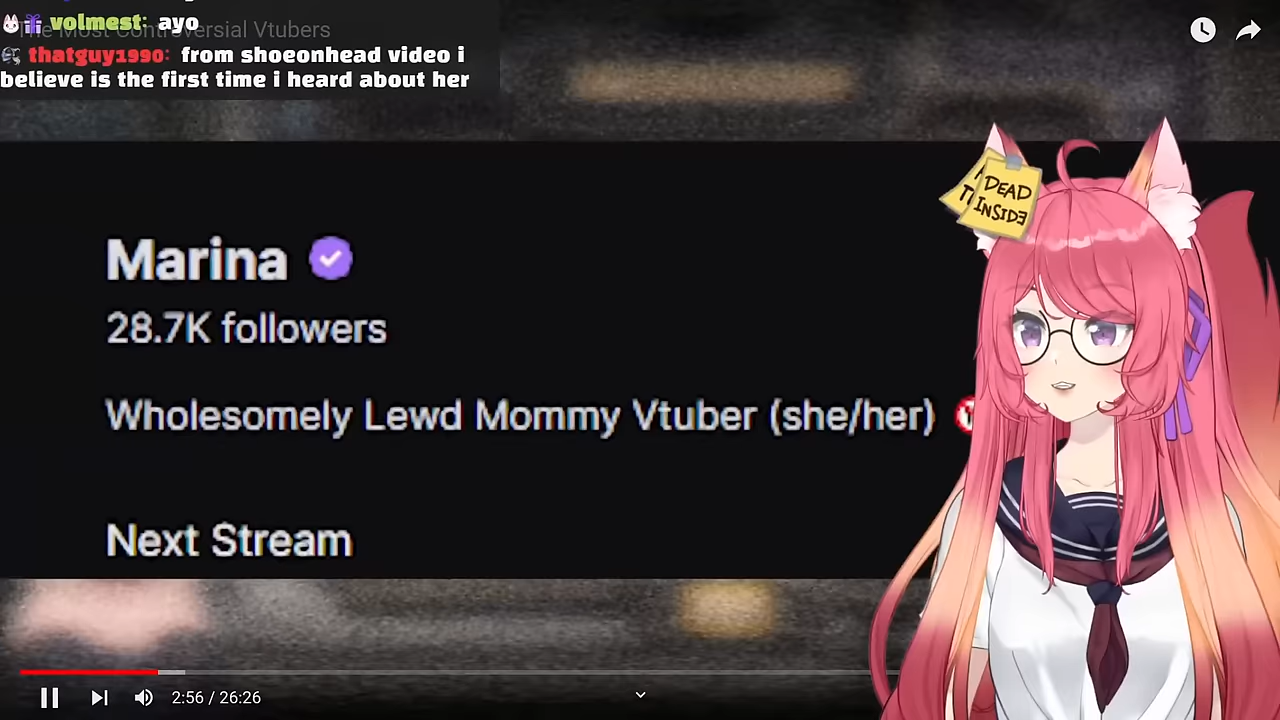 volmest: ayo
The Most Controversial Vtubers
thatguy1990: from shoeonhead video i
believe is the first time i heard about her
DEAD
INSIDE
Marina
28.7K followers
Wholesomely Lewd Mommy Vtuber (she/her)
Next Stream
2:56 / 26:26